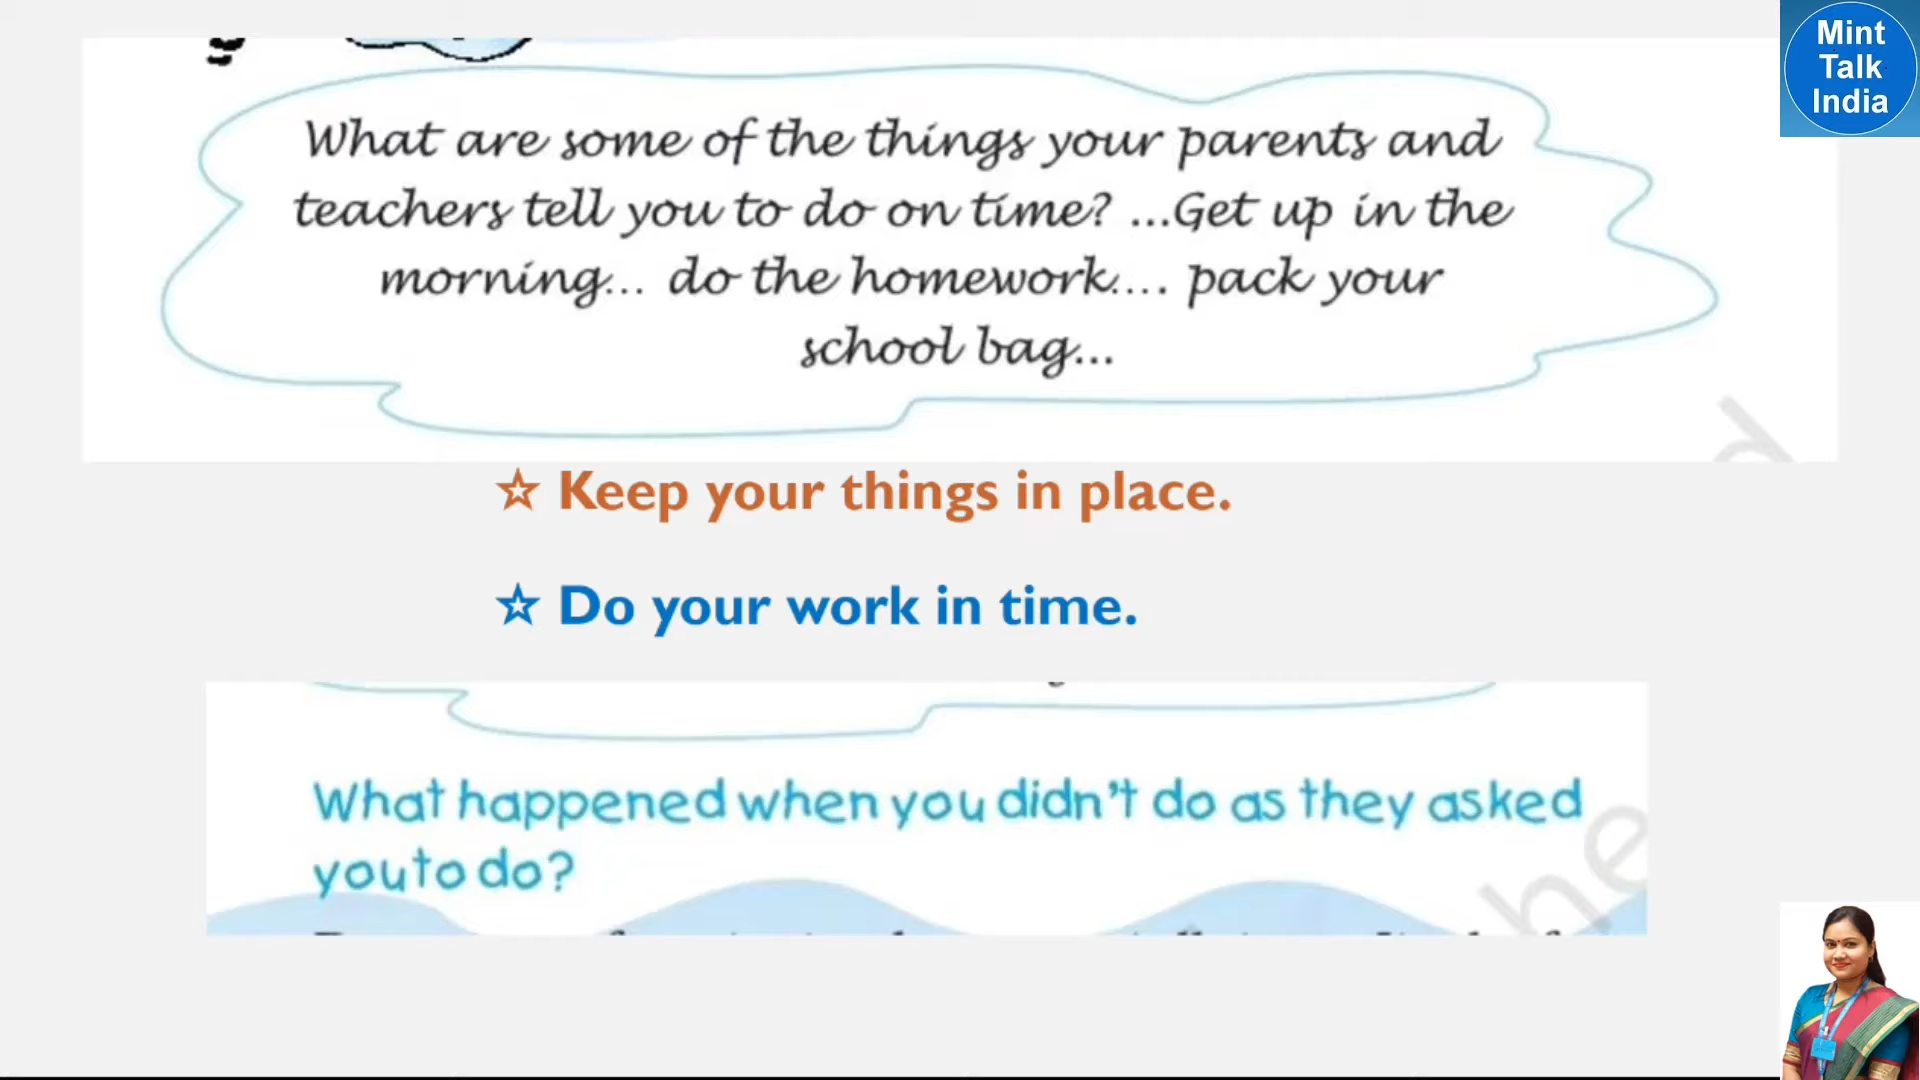 Mint
Talk
India
What are some of the things your parents and
teachers tell you to do on time? ...Get up in the
morning... do the homework.... pack your
school bag...
☆ Keep your things in place.
☆ Do your work in time.
What happened when you didn't do as they asked
you to do?
he